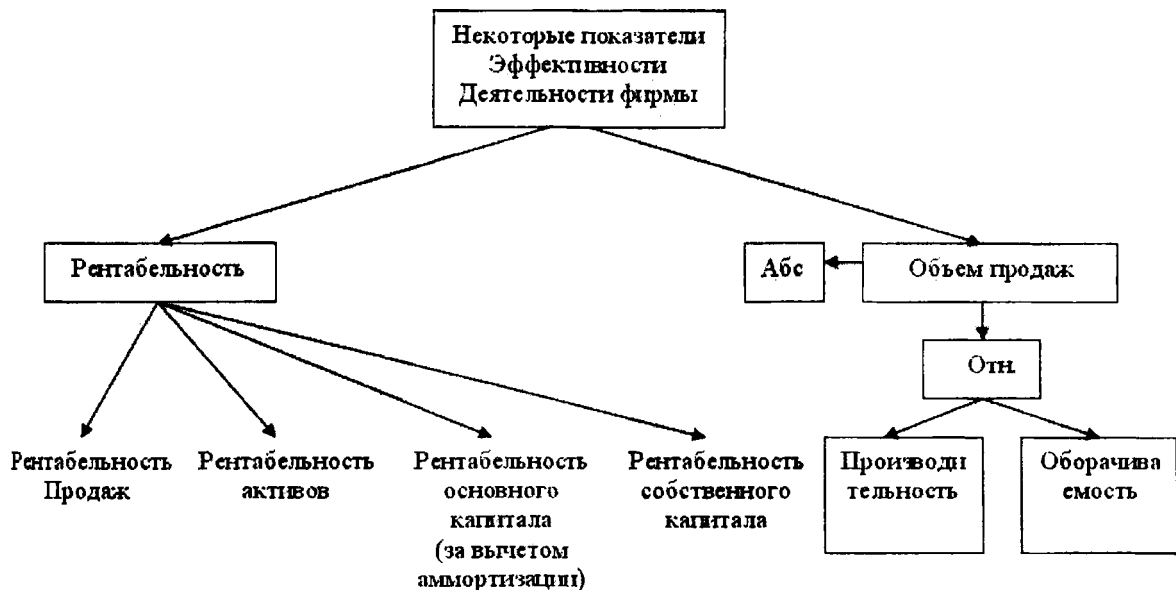 Некоторые показатели
Эффективности
Деятельности фирмы
Рентабельность
Абс
Объем продаж
Отн.
Рентабельность
Продаж
Рентабельность
активов
Рентабельность
основного
капитала
(за вычетом
аммортизации)
Рентабельность
собственного
капитала
Производи
тельность
Оборачива
емость